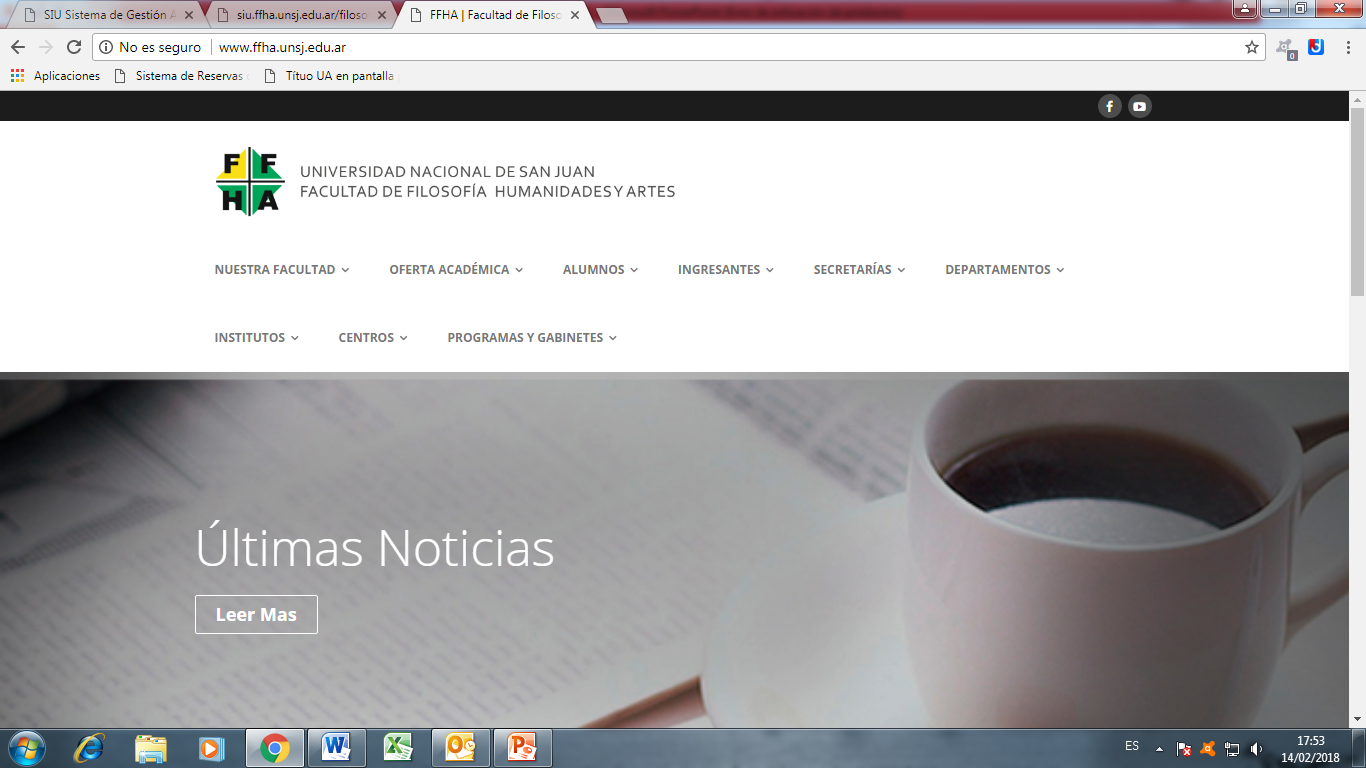 SIU Sistema de Gestión A
siu.ffha.unsj.edu.ar/filoso
FFHA | Facultad de Filoso
No es seguro
www.ffha.unsj.edu.ar
0
Aplicaciones
Sistema de Reservas
Títuo UA en pantalla
F F
H A
UNIVERSIDAD NACIONAL DE SAN JUAN
FACULTAD DE FILOSOFÍA HUMANIDADES Y ARTES
NUESTRA FACULTAD
OFERTA ACADÉMICA
ALUMNOS
INGRESANTES
SECRETARÍAS
DEPARTAMENTOS
INSTITUTOS
CENTROS
PROGRAMAS Y GABINETES
Últimas Noticias
Leer Mas
ES
17:53
14/02/2018